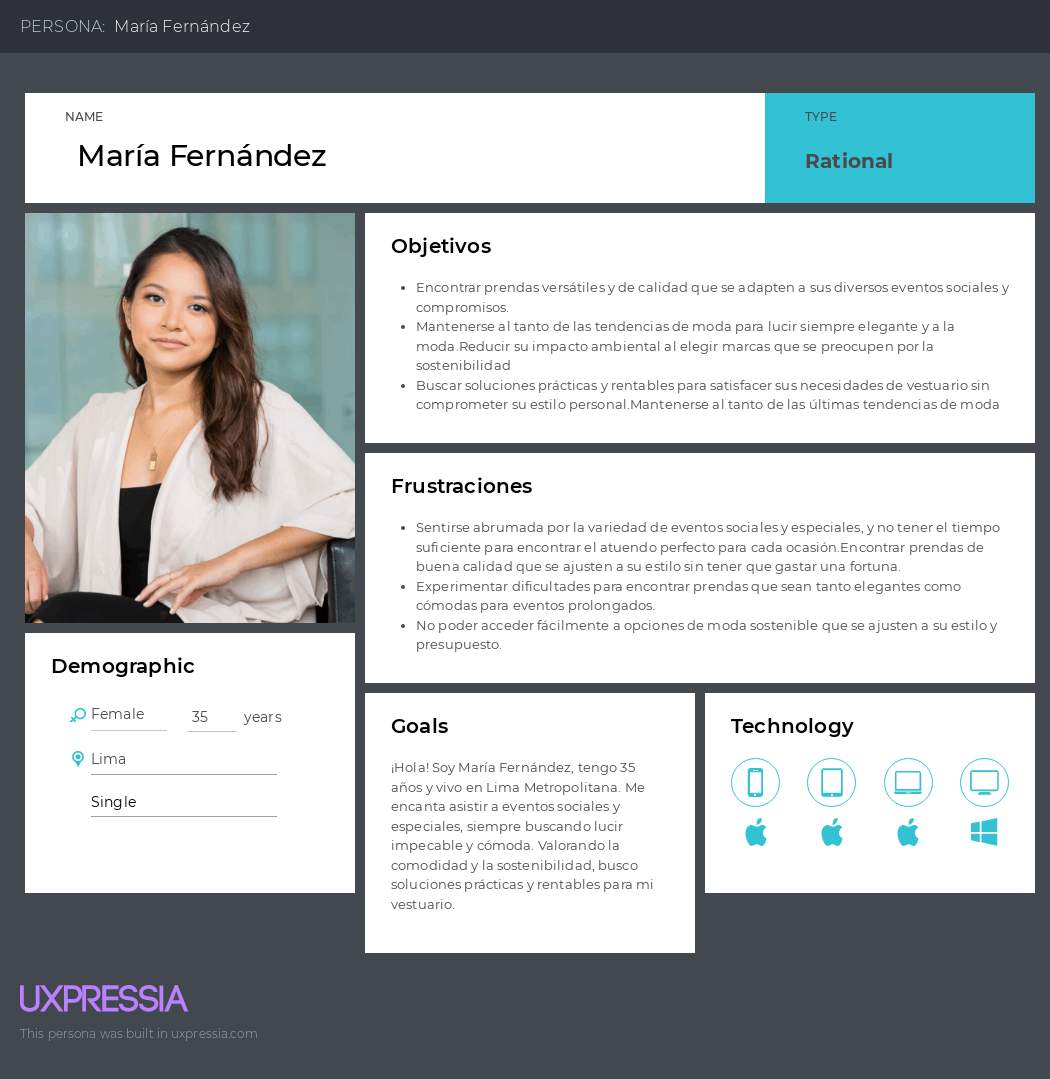 PERSONA: María Fernández
NAME
María Fernández
TYPE
Rational
Objetivos
• Encontrar prendas versátiles y de calidad que se adapten a sus diversos eventos sociales y
compromisos.
• Mantenerse al tanto de las tendencias de moda para lucir siempre elegante y a la
moda.Reducir su impacto ambiental al elegir marcas que se preocupen por la
sostenibilidad
• Buscar soluciones prácticas y rentables para satisfacer sus necesidades de vestuario sin
comprometer su estilo personal.Mantenerse al tanto de las últimas tendencias de moda
Frustraciones
• Sentirse abrumada por la variedad de eventos sociales y especiales, y no tener el tiempo
suficiente para encontrar el atuendo perfecto para cada ocasión.Encontrar prendas de
buena calidad que se ajusten a su estilo sin tener que gastar una fortuna.
• Experimentar dificultades para encontrar prendas que sean tanto elegantes como
cómodas para eventos prolongados.
• No poder acceder fácilmente a opciones de moda sostenible que se ajusten a su estilo y
presupuesto.
Demographic
Female 35 years
Lima
Single
Goals
¡Hola! Soy María Fernández, tengo 35
años y vivo en Lima Metropolitana. Me
encanta asistir a eventos sociales y
especiales, siempre buscando lucir
impecable y cómoda. Valorando la
comodidad y la sostenibilidad, busco
soluciones prácticas y rentables para mi
vestuario.
Technology
UXPRESSIA
This persona was built in uxpressia.com